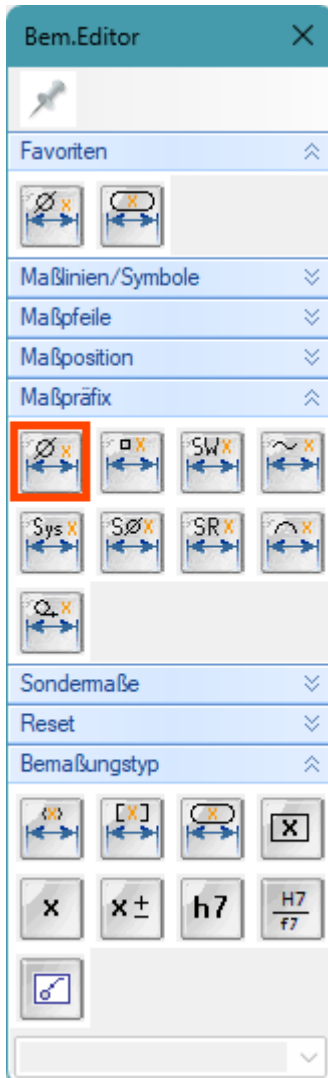 Bem.Editor
Favoriten
Ø x x
Maßlinien/Symbole
Maßpfeile
Maßposition
Maßpräfix
Ø x □ x SW x ~ x
Sys x SØ x SR x ⌒ x
x
Sondermaße
Reset
Bemaßungstyp
<x> [x] x x
x x± h7 H7
f7